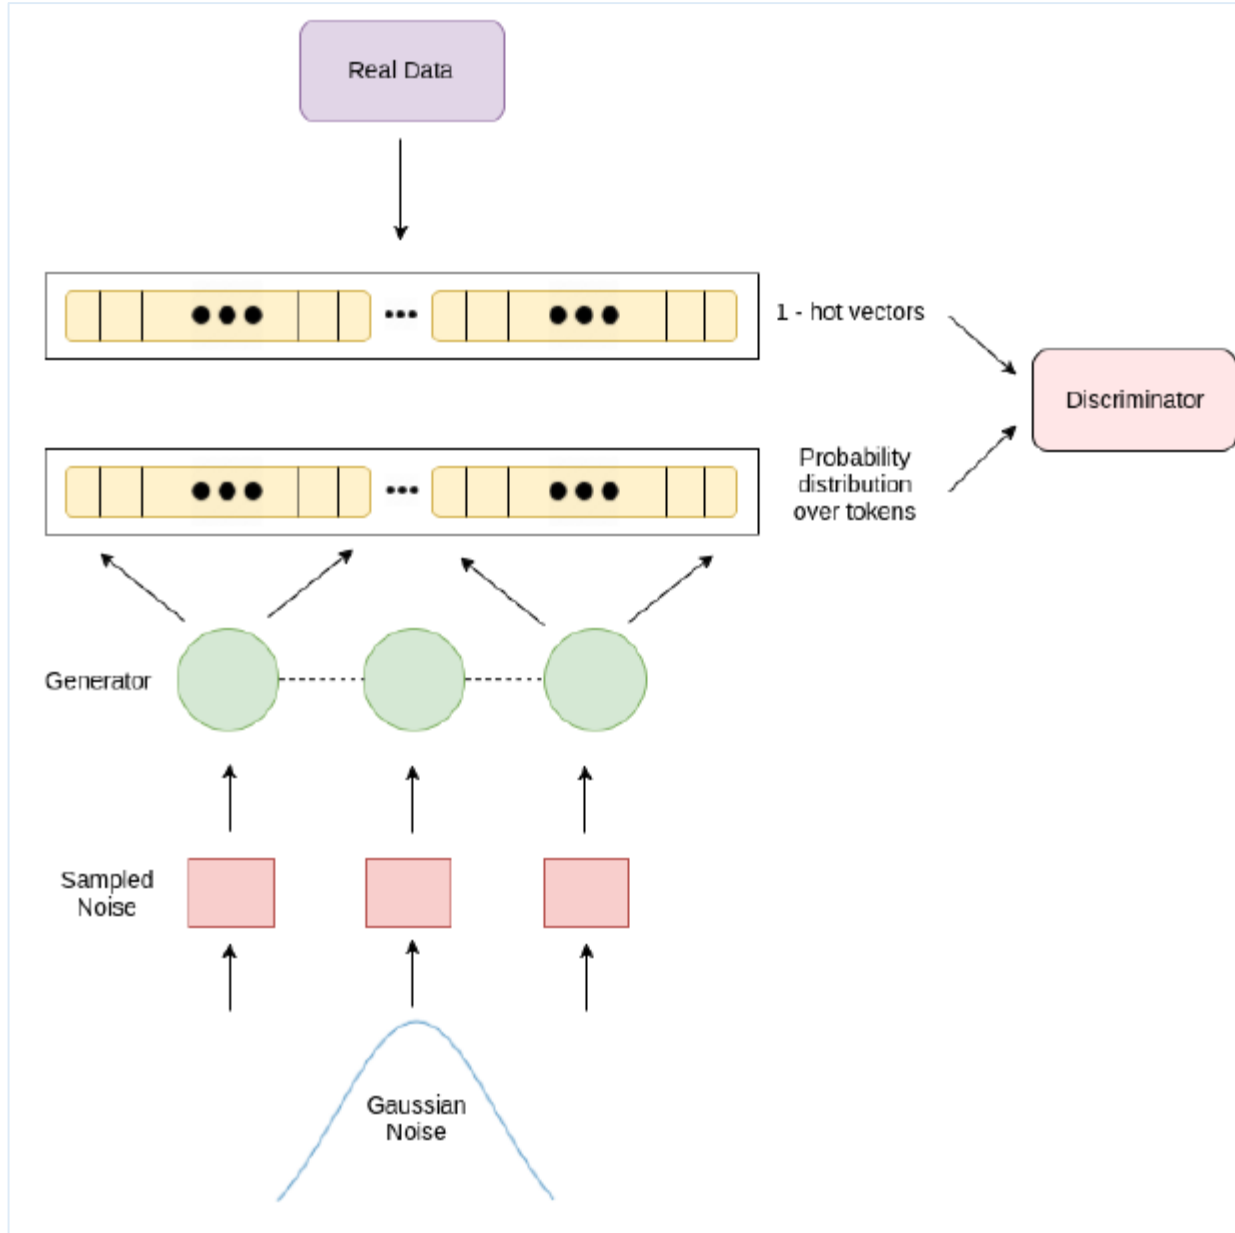 Real Data
1 - hot vectors
Discriminator
Probability
distribution
over tokens
Generator
Sampled
Noise
Gaussian
Noise